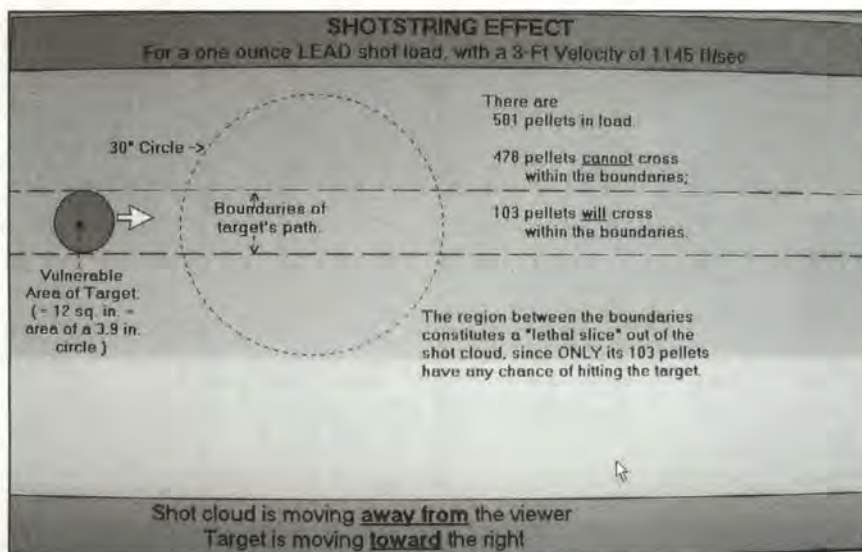 SHOTSTRING EFFECT
For a one ounce LEAD shot load, with a 3-Ft Velocity of 1145 ft/sec
There are
581 pellets in load.
30" Circle ->
478 pellets cannot cross
within the boundaries;
Boundaries of
target's path.
103 pellets will cross
within the boundaries.
Vulnerable
Area of Target.
(= 12 sq. in. =
area of a 3.9 in.
circle )
The region between the boundaries
constitutes a "lethal slice" out of the
shot cloud, since ONLY its 103 pellets
have any chance of hitting the target.
Shot cloud is moving away from the viewer
Target is moving toward the right